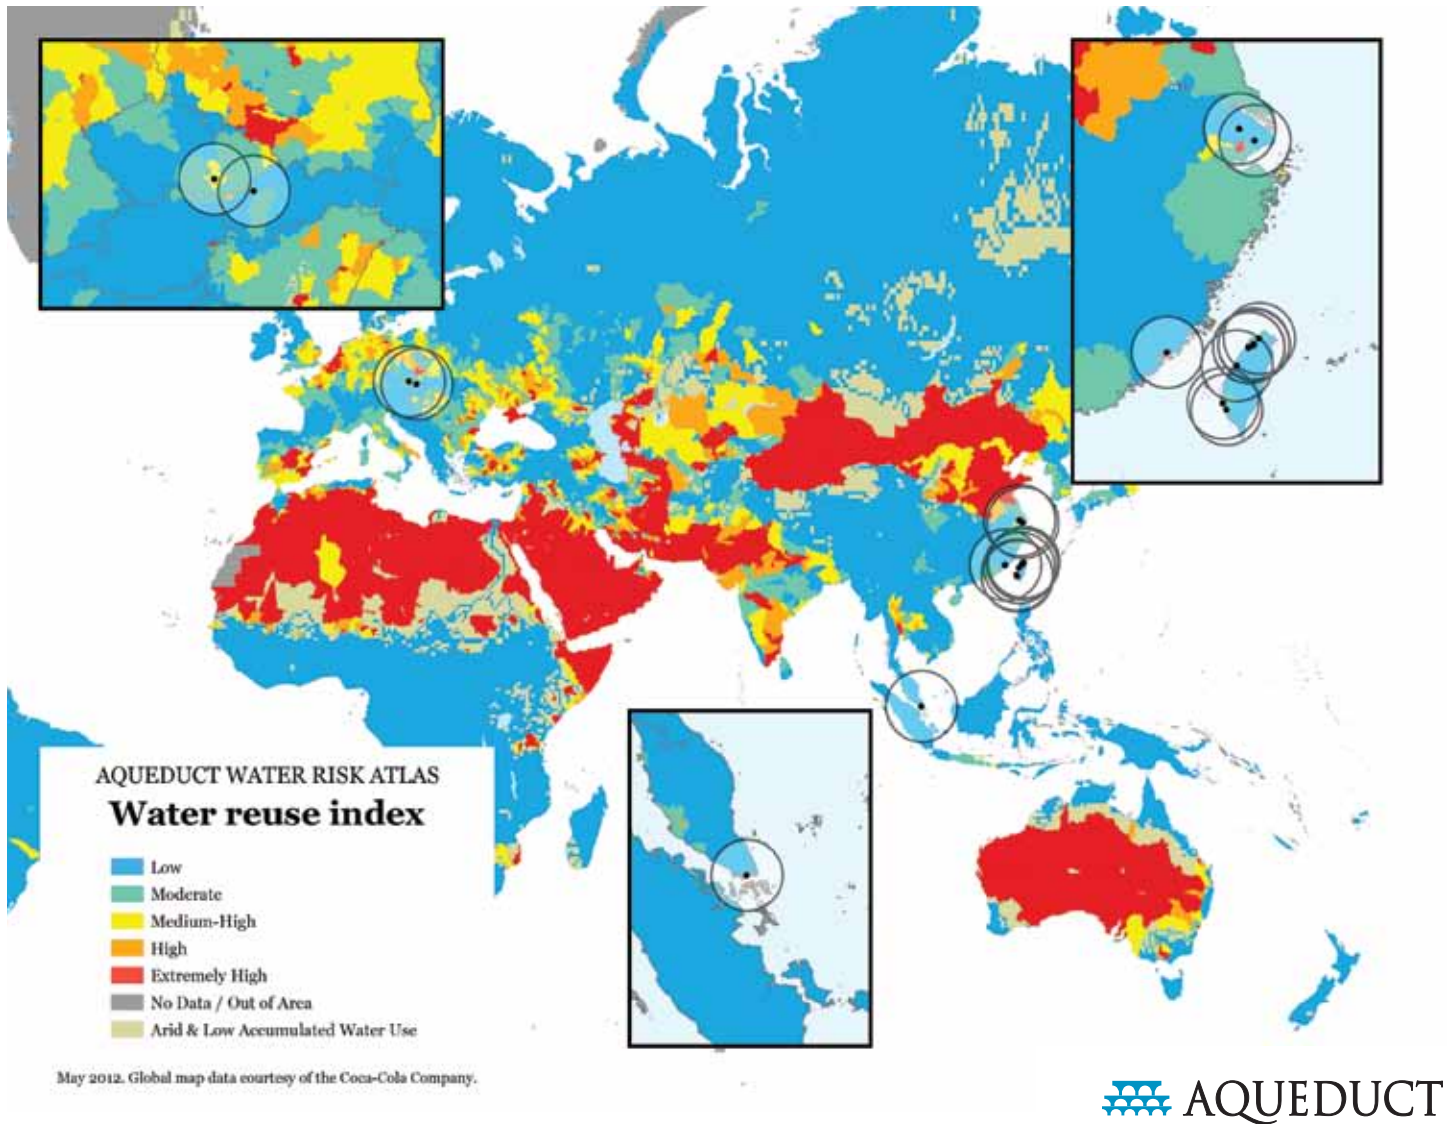 AQUEDUCT WATER RISK ATLAS
Water reuse index
Low
Moderate
Medium-High
High
Extremely High
No Data / Out of Area
Arid & Low Accumulated Water Use
May 2012. Global map data courtesy of the Coca-Cola Company.
AQUEDUCT